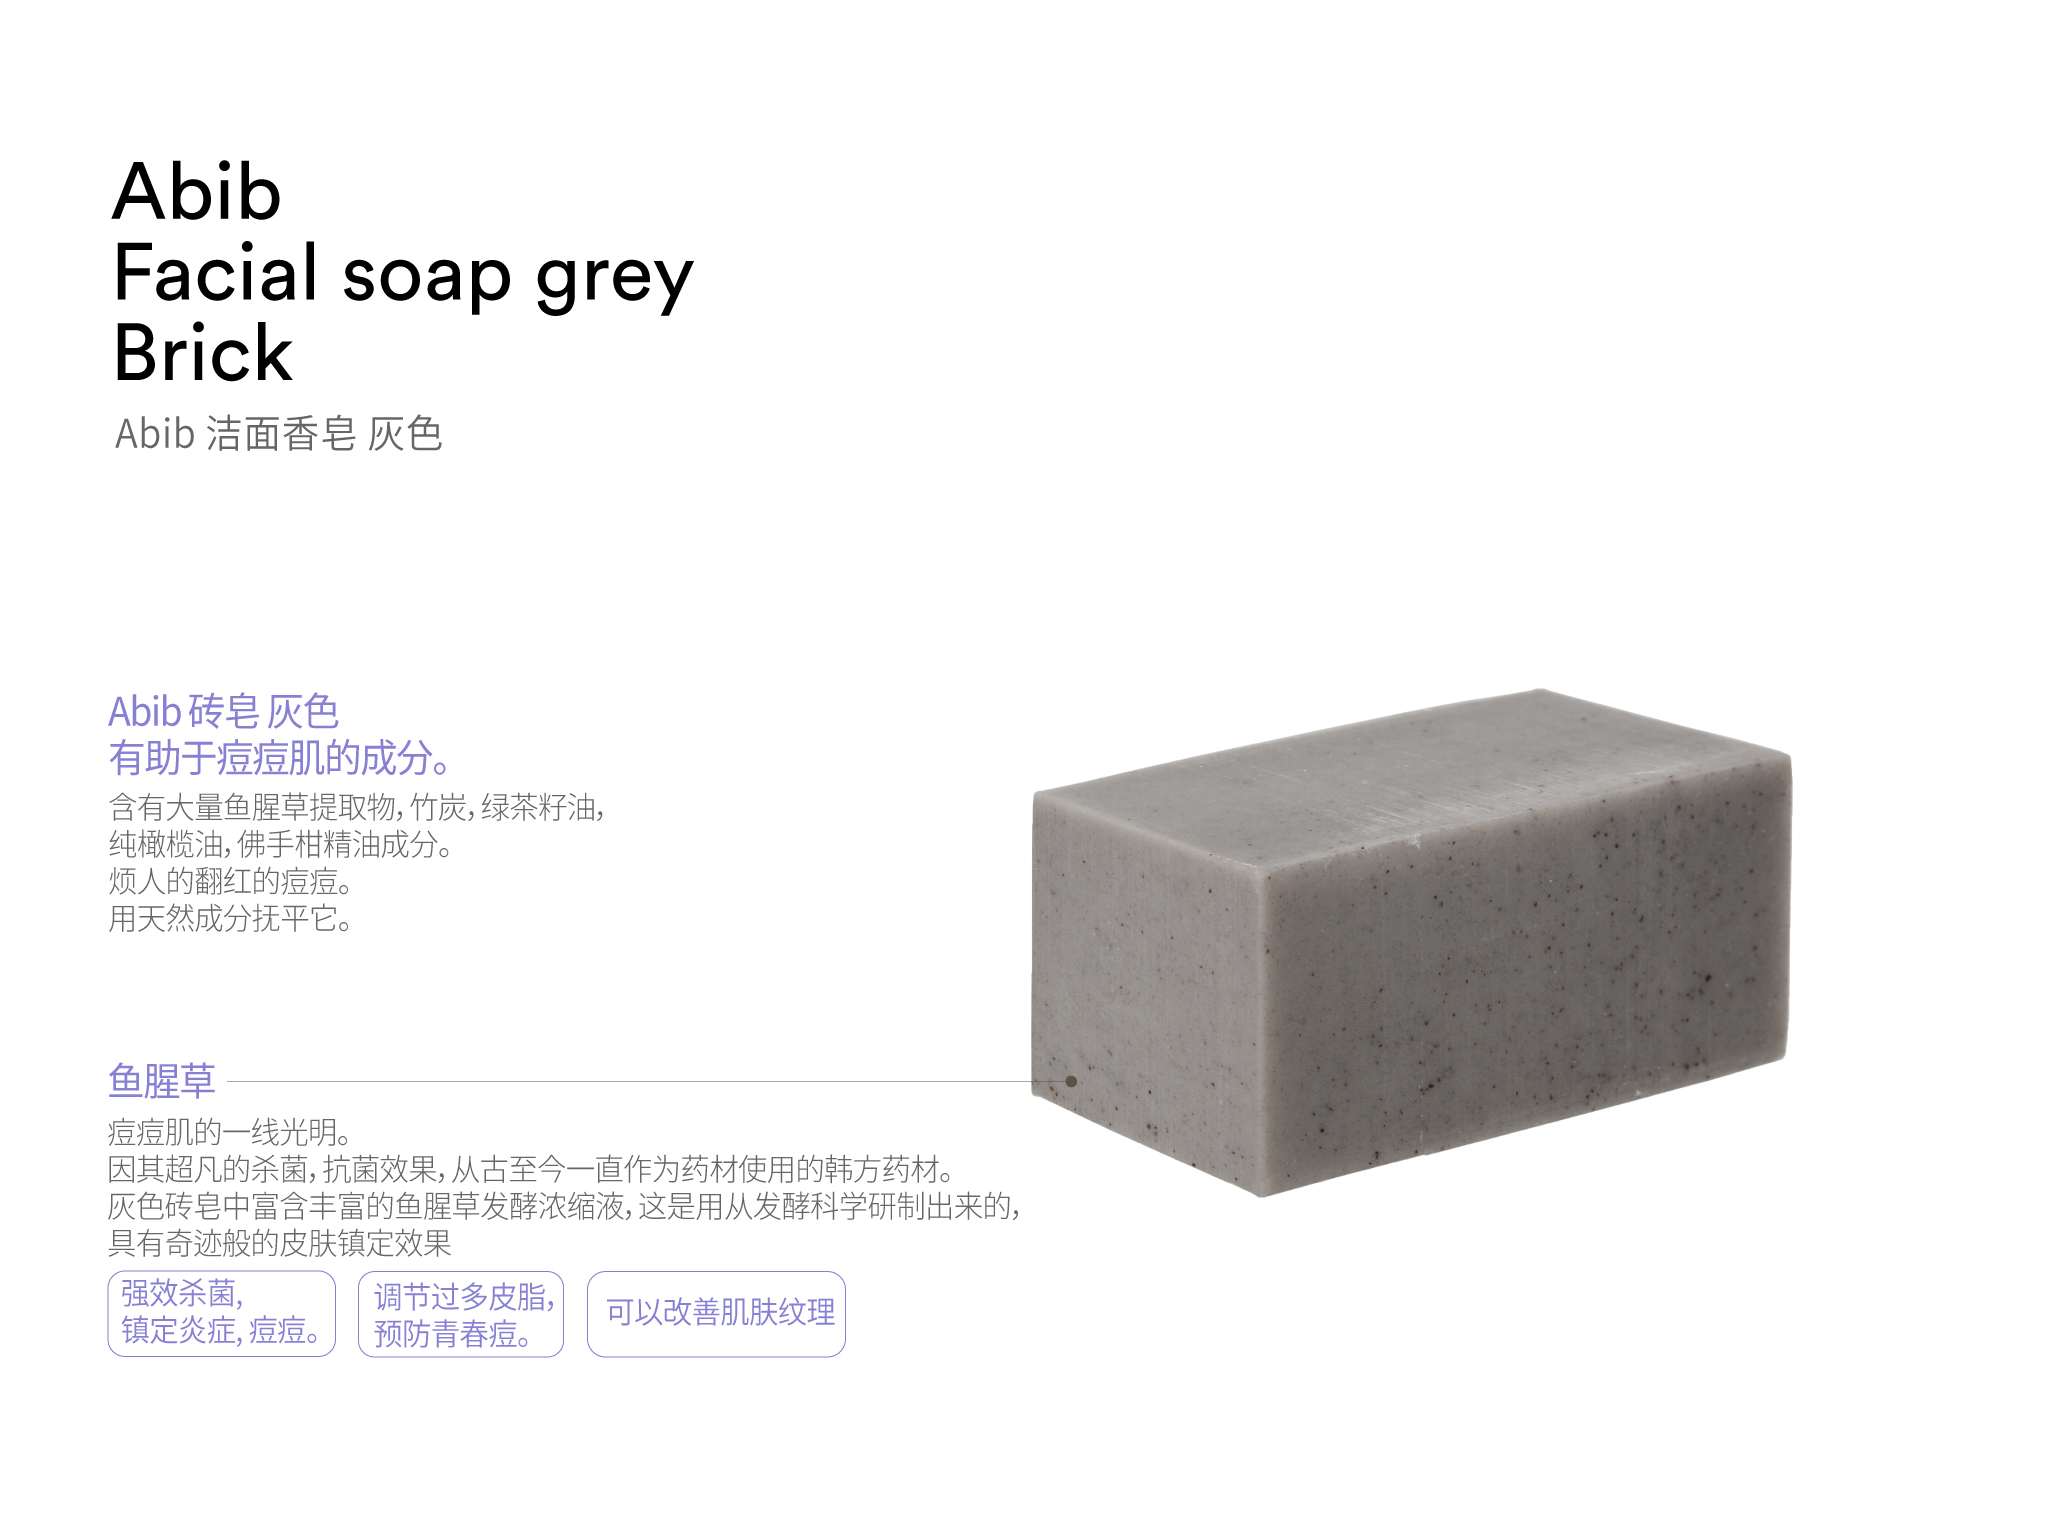 Abib
Facial soap grey
Brick
Abib 洁面香皂 灰色
Abib 砖皂 灰色
有助于痘痘肌的成分。
含有大量鱼腥草提取物, 竹炭, 绿茶籽油,
纯橄榄油, 佛手柑精油成分。
烦人的翻红的痘痘。
用天然成分抚平它。
鱼腥草
痘痘肌的一线光明。
因其超凡的杀菌, 抗菌效果, 从古至今一直作为药材使用的韩方药材。
灰色砖皂中富含丰富的鱼腥草发酵浓缩液, 这是用从发酵科学研制出来的,
具有奇迹般的皮肤镇定效果
强效杀菌,
镇定炎症, 痘痘。
调节过多皮脂,
预防青春痘。
可以改善肌肤纹理